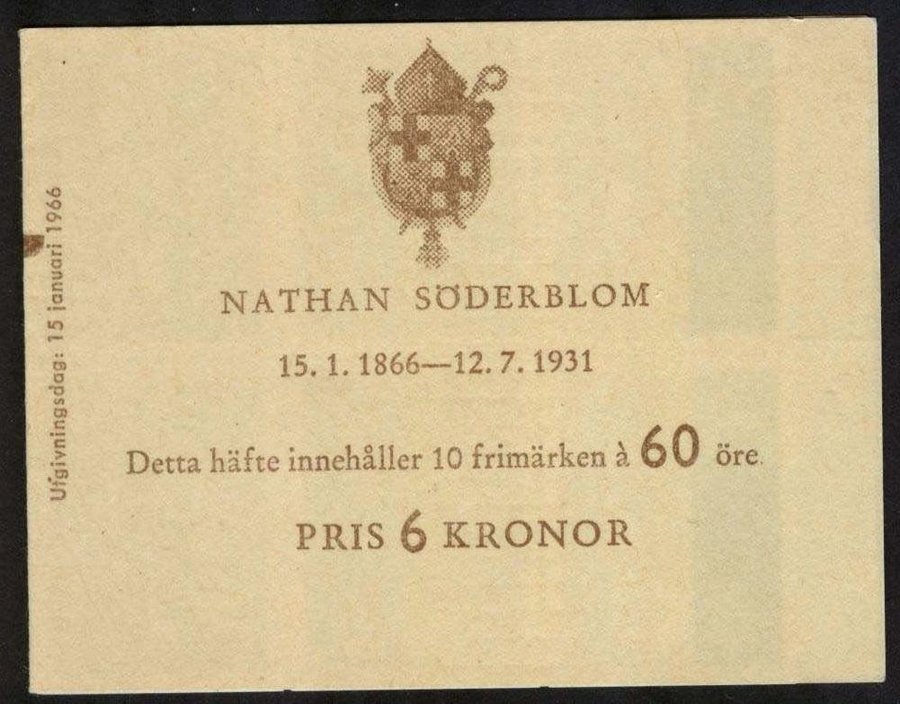 NATHAN SÖDERBLOM
15. 1. 1866—12. 7. 1931
Detta häfte innehåller 10 frimärken à 60 öre.
PRIS 6 KRONOR
Utgivningsdag: 15 januari 1966